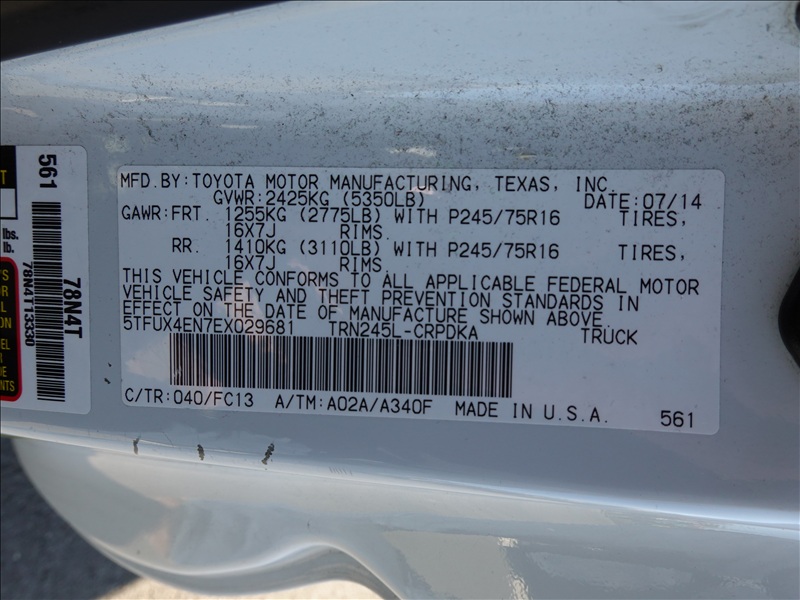 MFD.BY:TOYOTA MOTOR MANUFACTURING, TEXAS, INC.
GVWR:2425KG (5350LB) DATE:07/14
GAWR:FRT. 1255KG (2775LB) WITH P245/75R16 TIRES,
16X7J RIMS.
RR. 1410KG (3110LB) WITH P245/75R16 TIRES,
16X7J RIMS.
THIS VEHICLE CONFORMS TO ALL APPLICABLE FEDERAL MOTOR
VEHICLE SAFETY AND THEFT PREVENTION STANDARDS IN
EFFECT ON THE DATE OF MANUFACTURE SHOWN ABOVE.
5TFUX4EN7EX029681 TRN245L-CRPDKA TRUCK
C/TR:040/FC13 A/TM:A02A/A340F MADE IN U.S.A. 561
561
78N4T
78N4T13330
lbs.
lb.